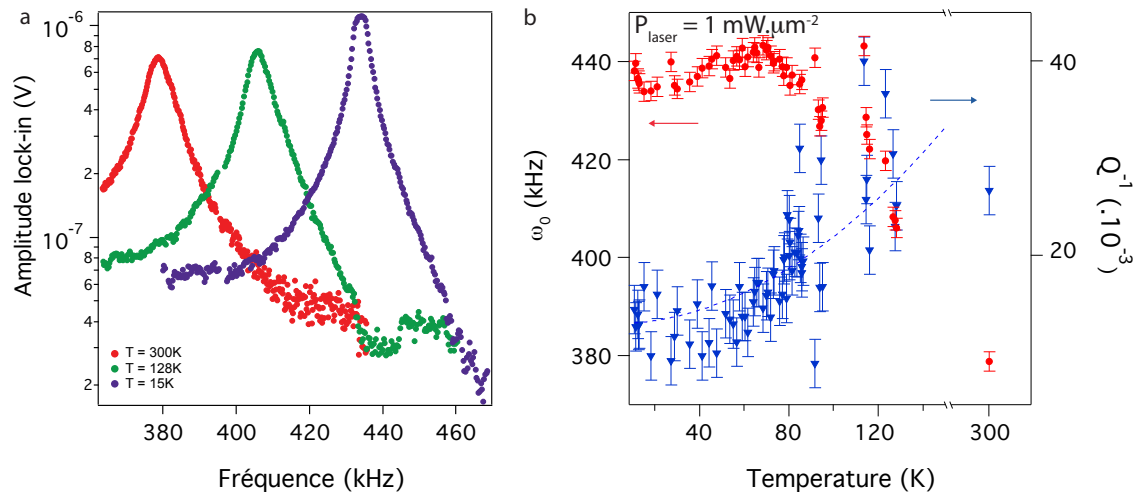 a
Amplitude lock-in (V)
10⁻⁶
8
6
4
2
10⁻⁷
8
6
4
2
T = 300K
T = 128K
T = 15K
380 400 420 440 460
Fréquence (kHz)
b
P_laser = 1 mW.µm⁻²
ω₀ (kHz)
440
420
400
380
40
20
Q⁻¹ (.10⁻³)
40 80 120 300
Temperature (K)